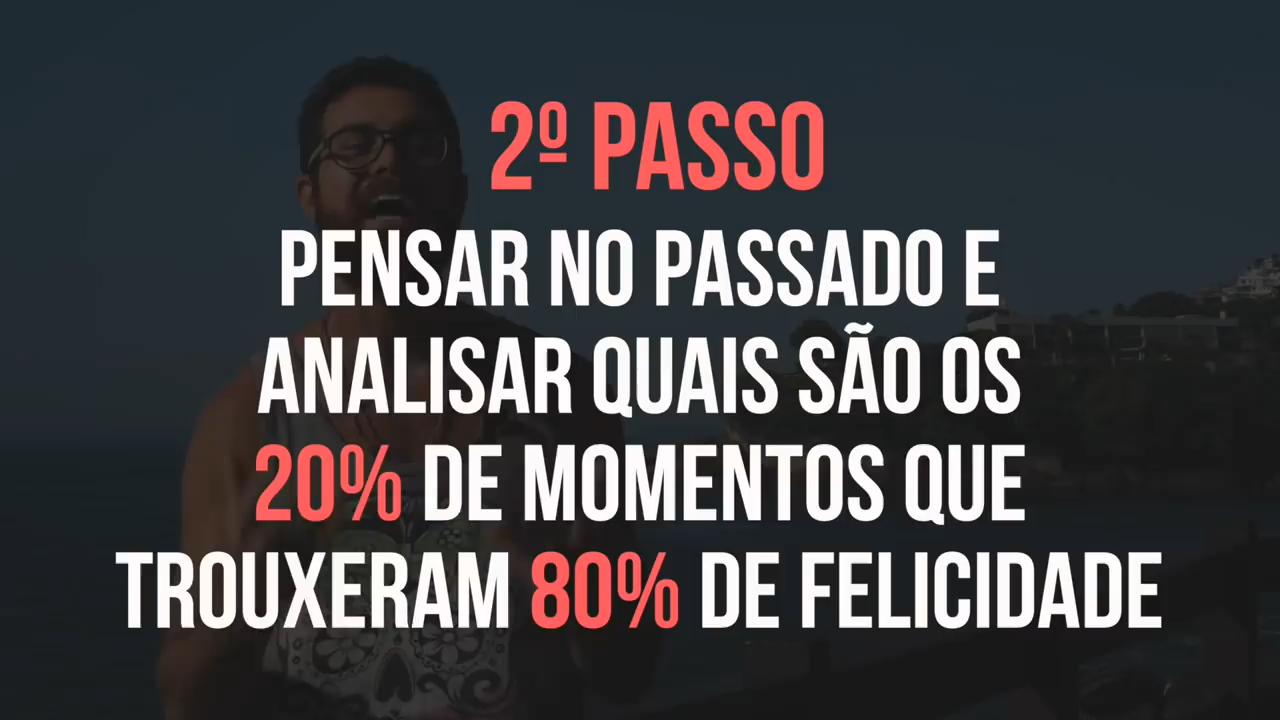 2º PASSO
PENSAR NO PASSADO E
ANALISAR QUAIS SÃO OS
20% DE MOMENTOS QUE
TROUXERAM 80% DE FELICIDADE